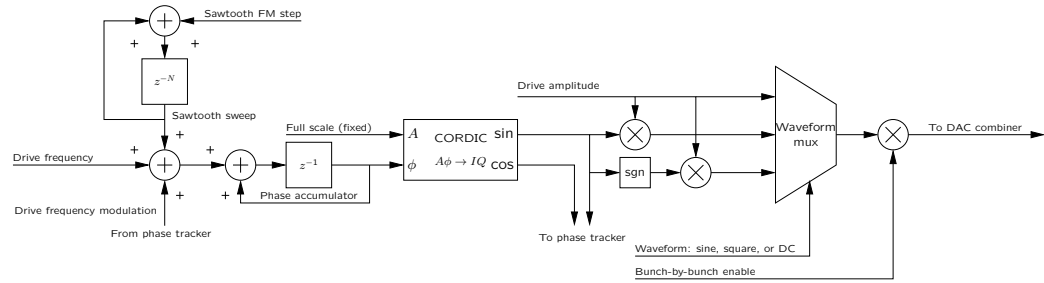 Sawtooth FM step
+
+
+
z^{-N}
Sawtooth sweep
+
Drive frequency
+
+
+
+
Drive frequency modulation
From phase tracker
+
+
z^{-1}
Phase accumulator
Full scale (fixed)
A
CORDIC
sin
ϕ
Aϕ → IQ
cos
To phase tracker
Drive amplitude
×
sgn
×
Waveform
mux
×
To DAC combiner
Waveform: sine, square, or DC
Bunch-by-bunch enable